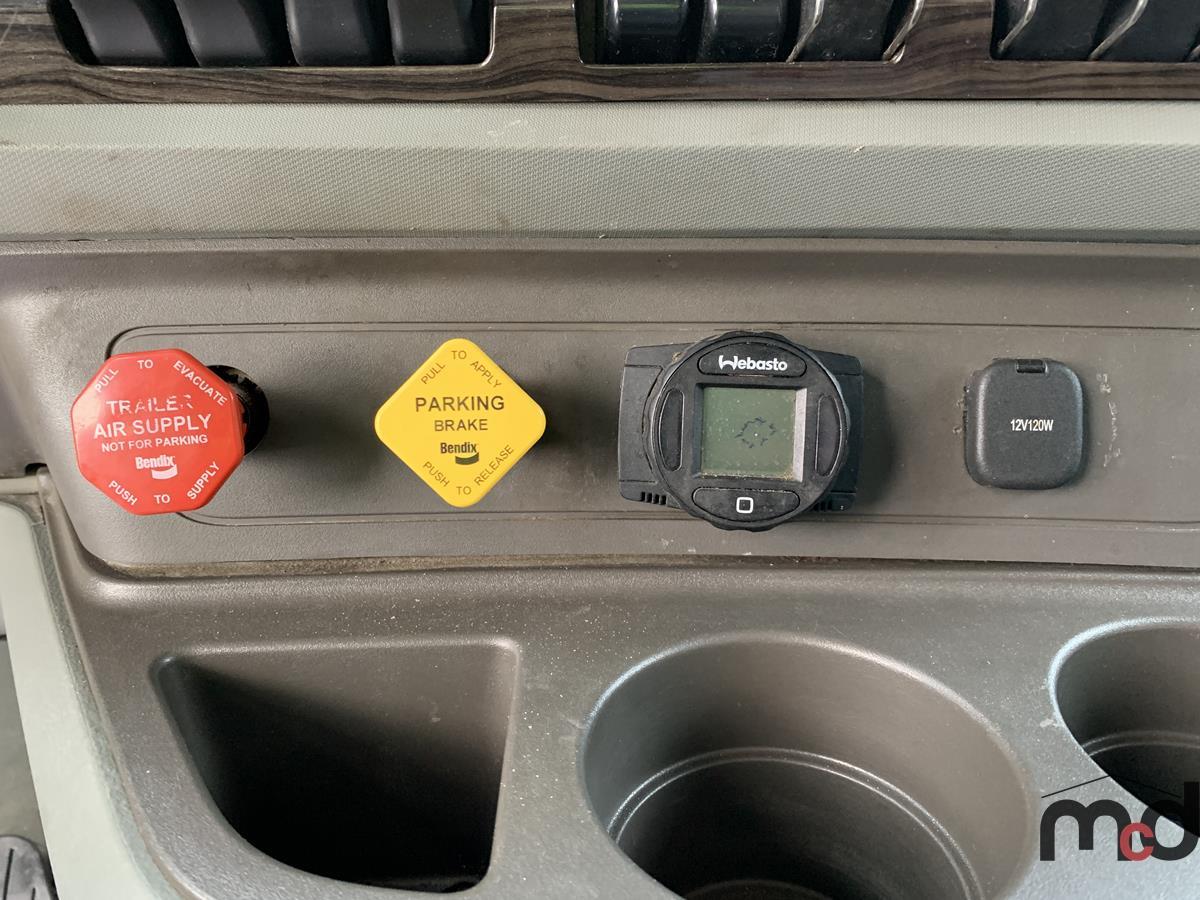 PULL TO EVACUATE
TRAILER
AIR SUPPLY
NOT FOR PARKING
Bendix
PUSH TO SUPPLY
PULL TO APPLY
PARKING
BRAKE
Bendix
PUSH TO RELEASE
Webasto
12V120W
mcd